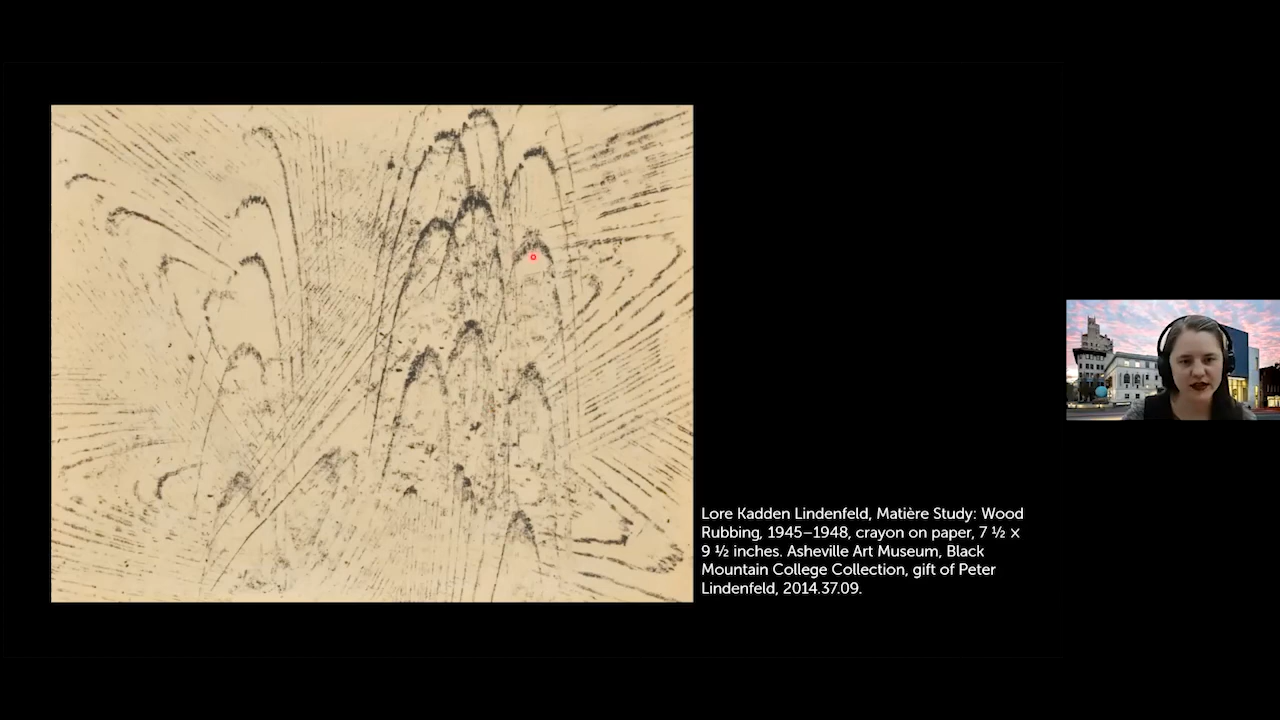 Lore Kadden Lindenfeld, Matière Study: Wood
Rubbing, 1945–1948, crayon on paper, 7 ½ ×
9 ½ inches. Asheville Art Museum, Black
Mountain College Collection, gift of Peter
Lindenfeld, 2014.37.09.